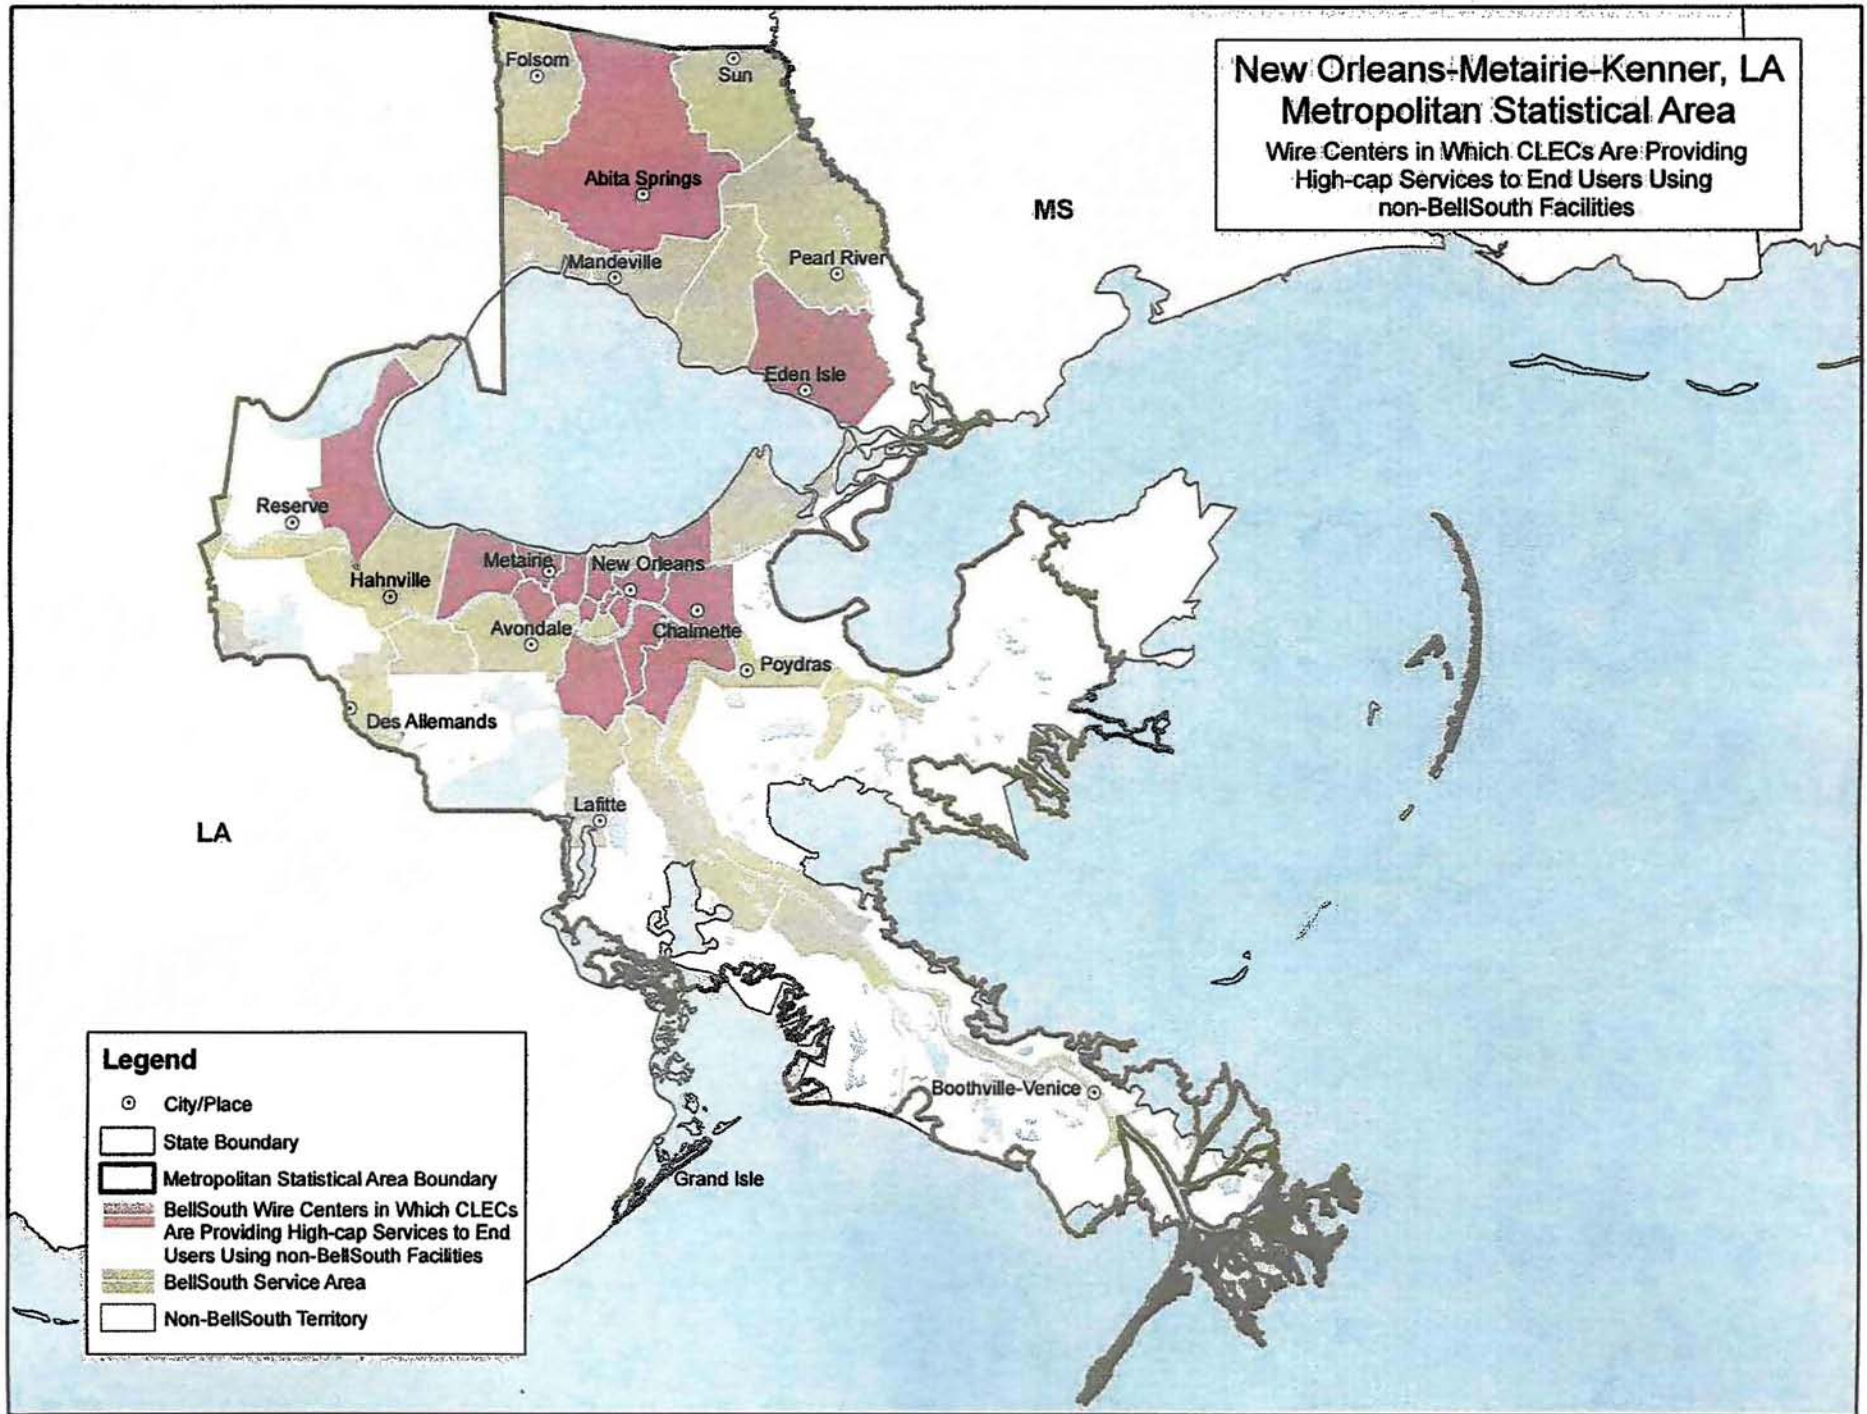 New Orleans-Metairie-Kenner, LA
Metropolitan Statistical Area
Wire Centers in Which CLECs Are Providing
High-cap Services to End Users Using
non-BellSouth Facilities
Folsom
Sun
Abita Springs
MS
Mandeville
Pearl River
Eden Isle
Reserve
Metairie
New Orleans
Hahnville
Avondale
Chalmette
Poydras
Des Allemands
Lafitte
LA
Boothville-Venice
Grand Isle
Legend
City/Place
State Boundary
Metropolitan Statistical Area Boundary
BellSouth Wire Centers in Which CLECs
Are Providing High-cap Services to End
Users Using non-BellSouth Facilities
BellSouth Service Area
Non-BellSouth Territory